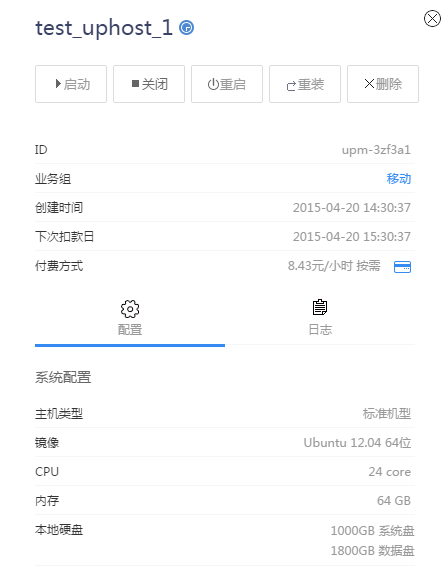 test_uphost_1
启动 关闭 重启 重装 删除
ID upm-3zf3a1
业务组 移动
创建时间 2015-04-20 14:30:37
下次扣款日 2015-04-20 15:30:37
付费方式 8.43元/小时 按需
配置 日志
系统配置
主机类型 标准机型
镜像 Ubuntu 12.04 64位
CPU 24 core
内存 64 GB
本地硬盘 1000GB 系统盘
1800GB 数据盘